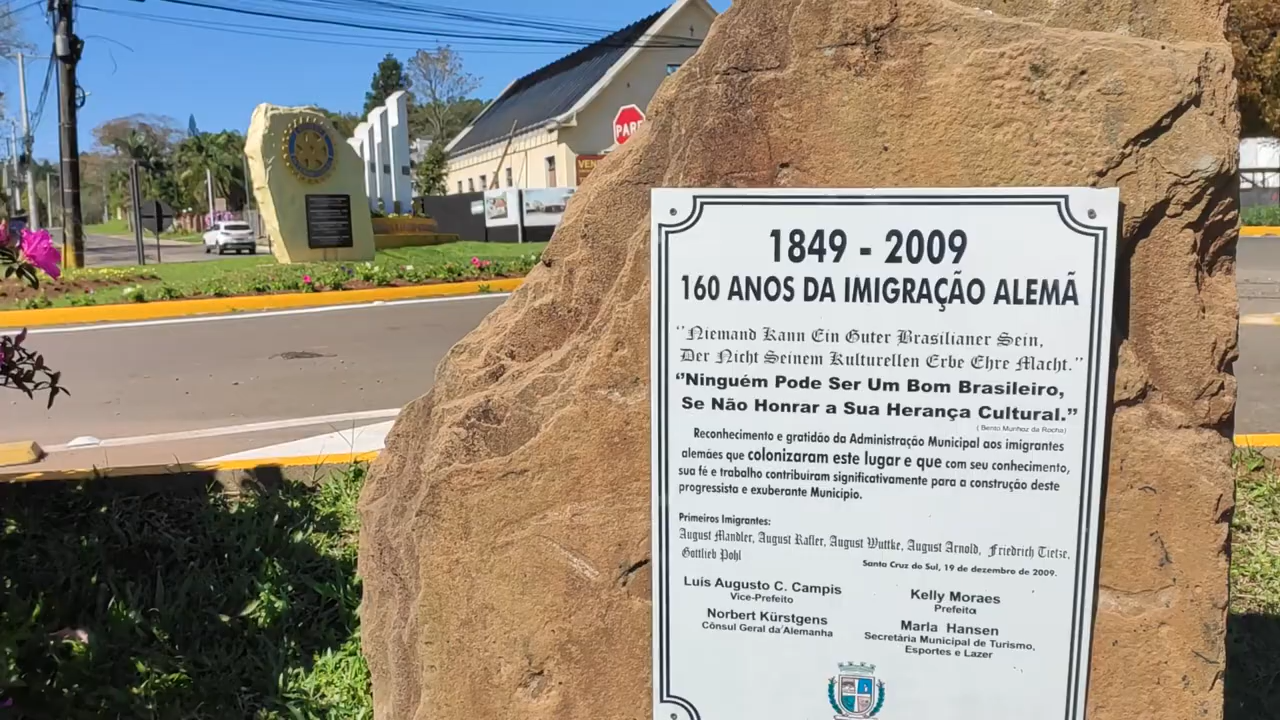 PARE
VEN
1849 - 2009
160 ANOS DA IMIGRAÇÃO ALEMÃ
"Niemand Kann Ein Guter Brasilianer Sein,
Der Nicht Seinem Kulturellen Erbe Ehre Macht."
"Ninguém Pode Ser Um Bom Brasileiro,
Se Não Honrar a Sua Herança Cultural."
( Bento Munhoz da Rocha)
Reconhecimento e gratidão da Administração Municipal aos imigrantes
alemães que colonizaram este lugar e que com seu conhecimento,
sua fé e trabalho contribuiram significativamente para a construção deste
progressista e exuberante Município.
Primeiros Imigrantes:
August Mandler, August Rafler, August Wuttke, August Arnold, Friedrich Tietze,
Gottlieb Pohl
Santa Cruz do Sul, 19 de dezembro de 2009.
Luís Augusto C. Campis
Vice-Prefeito
Kelly Moraes
Prefeita
Norbert Kürstgens
Cônsul Geral da Alemanha
Marla Hansen
Secretária Municipal de Turismo,
Esportes e Lazer